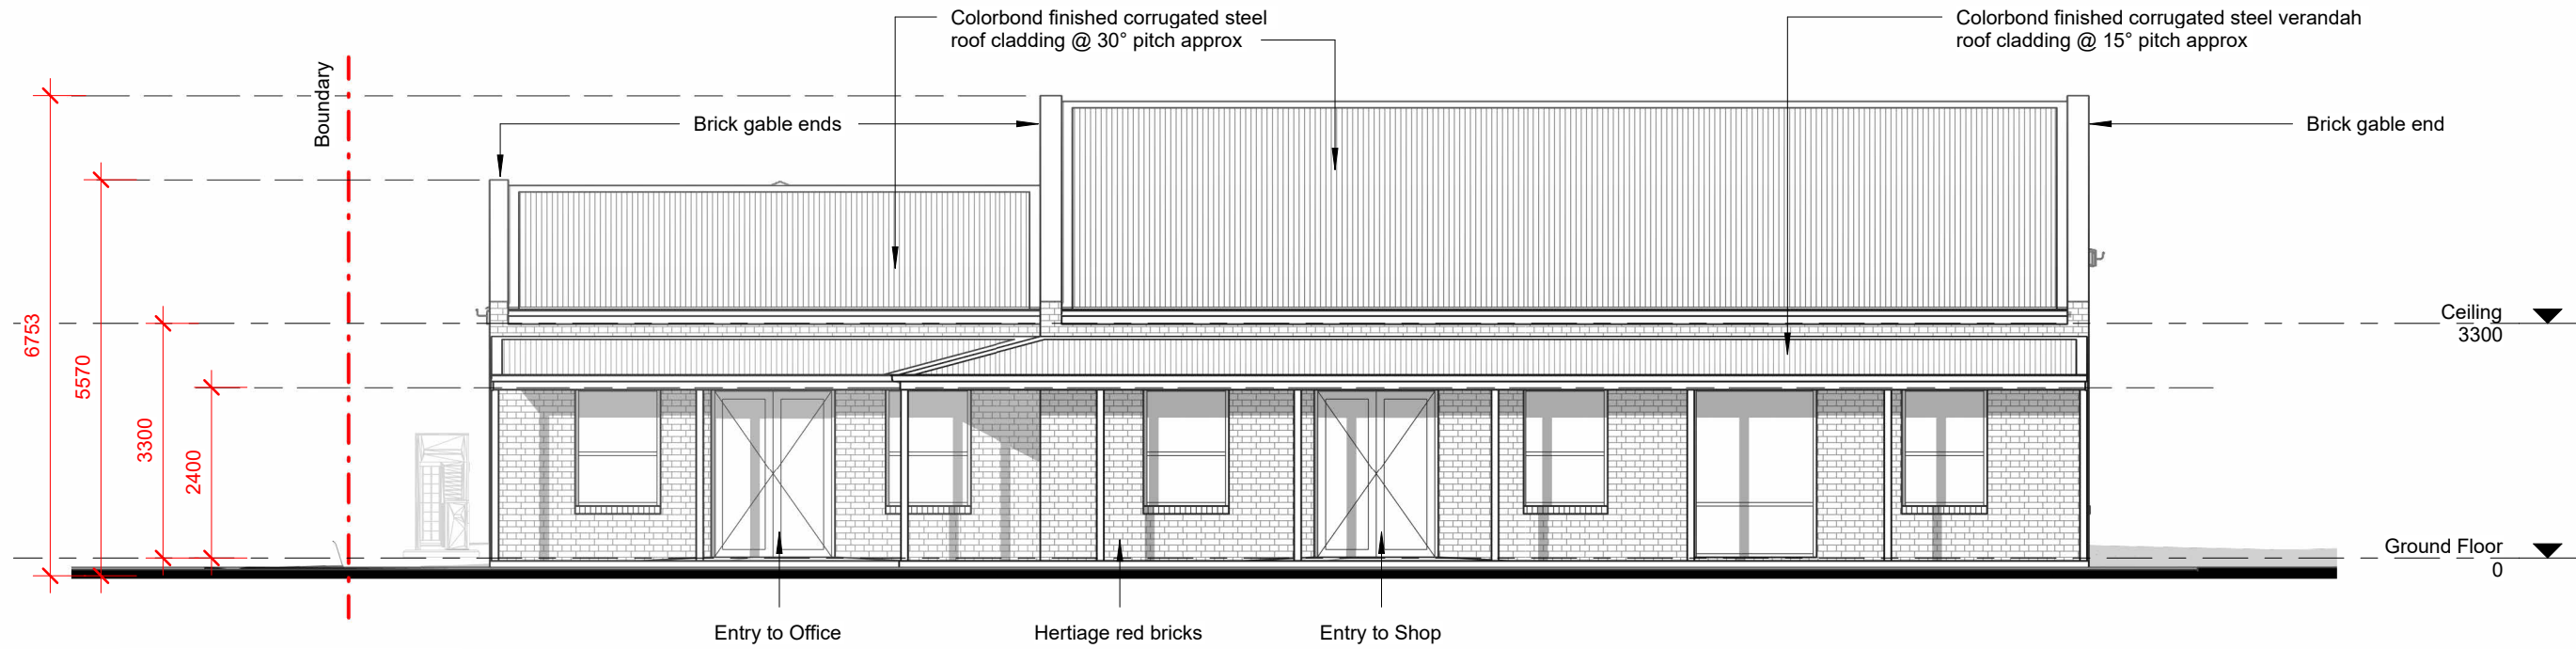 Colorbond finished corrugated steel
roof cladding @ 30° pitch approx
Colorbond finished corrugated steel verandah
roof cladding @ 15° pitch approx
Boundary
Brick gable ends
Brick gable end
6753
5570
3300
2400
Ceiling
3300
Ground Floor
0
Entry to Office
Hertiage red bricks
Entry to Shop